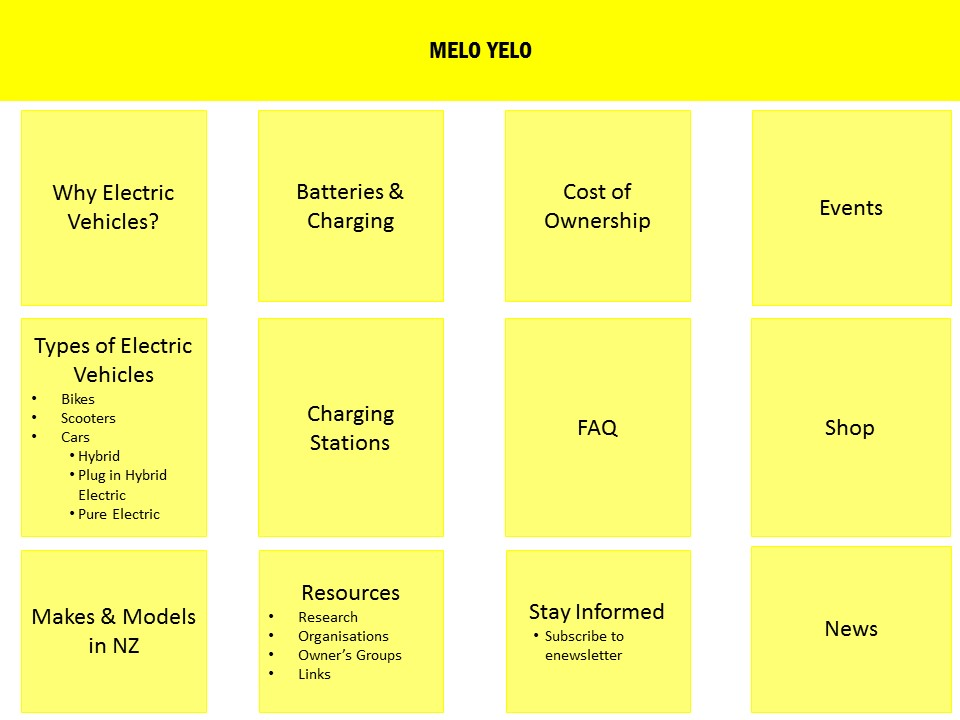 MELO YELO
Why Electric
Vehicles?
Batteries &
Charging
Cost of
Ownership
Events
Types of Electric
Vehicles
• Bikes
• Scooters
• Cars
• Hybrid
• Plug in Hybrid
Electric
• Pure Electric
Charging
Stations
FAQ
Shop
Makes & Models
in NZ
Resources
• Research
• Organisations
• Owner’s Groups
• Links
Stay Informed
• Subscribe to
enewsletter
News